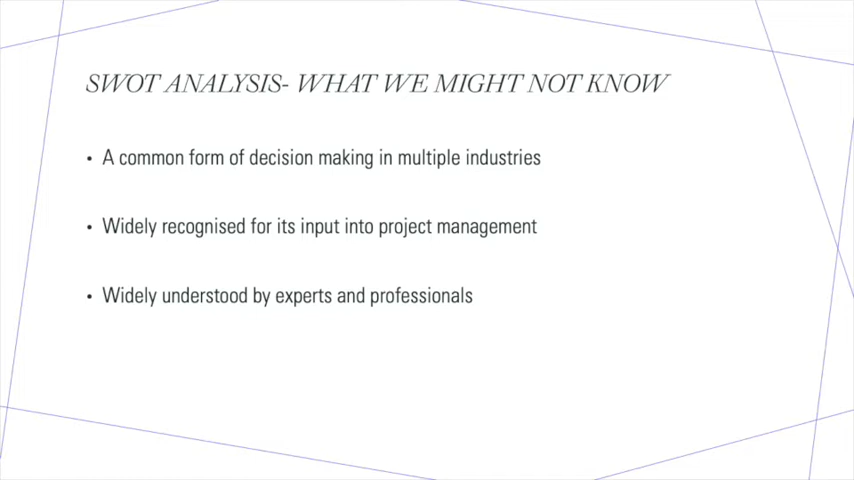 SWOT ANALYSIS- WHAT WE MIGHT NOT KNOW
• A common form of decision making in multiple industries
• Widely recognised for its input into project management
• Widely understood by experts and professionals